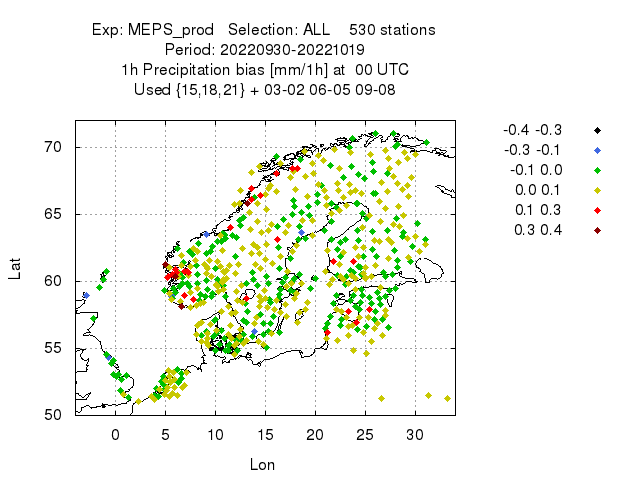 Exp: MEPS_prod   Selection: ALL    530 stations
Period: 20220930-20221019
1h Precipitation bias [mm/1h] at  00 UTC
Used {15,18,21} + 03-02 06-05 09-08
-0.4 -0.3
-0.3 -0.1
-0.1 0.0
0.0 0.1
0.1 0.3
0.3 0.4
70
65
60
55
50
Lat
0 5 10 15 20 25 30
Lon